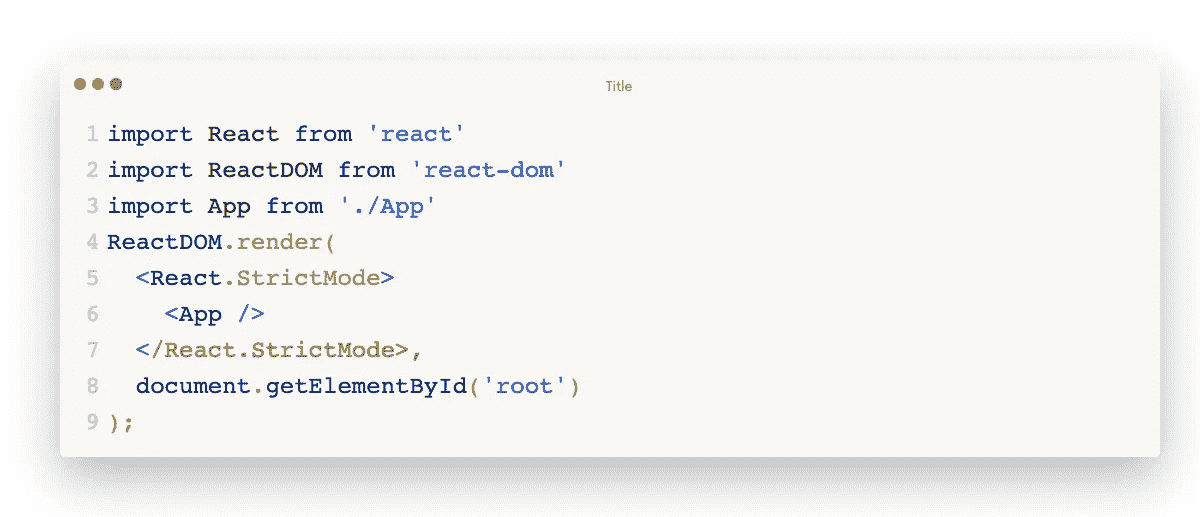 Title
1 import React from 'react'
2 import ReactDOM from 'react-dom'
3 import App from './App'
4 ReactDOM.render(
5   <React.StrictMode>
6     <App />
7   </React.StrictMode>,
8   document.getElementById('root')
9 );